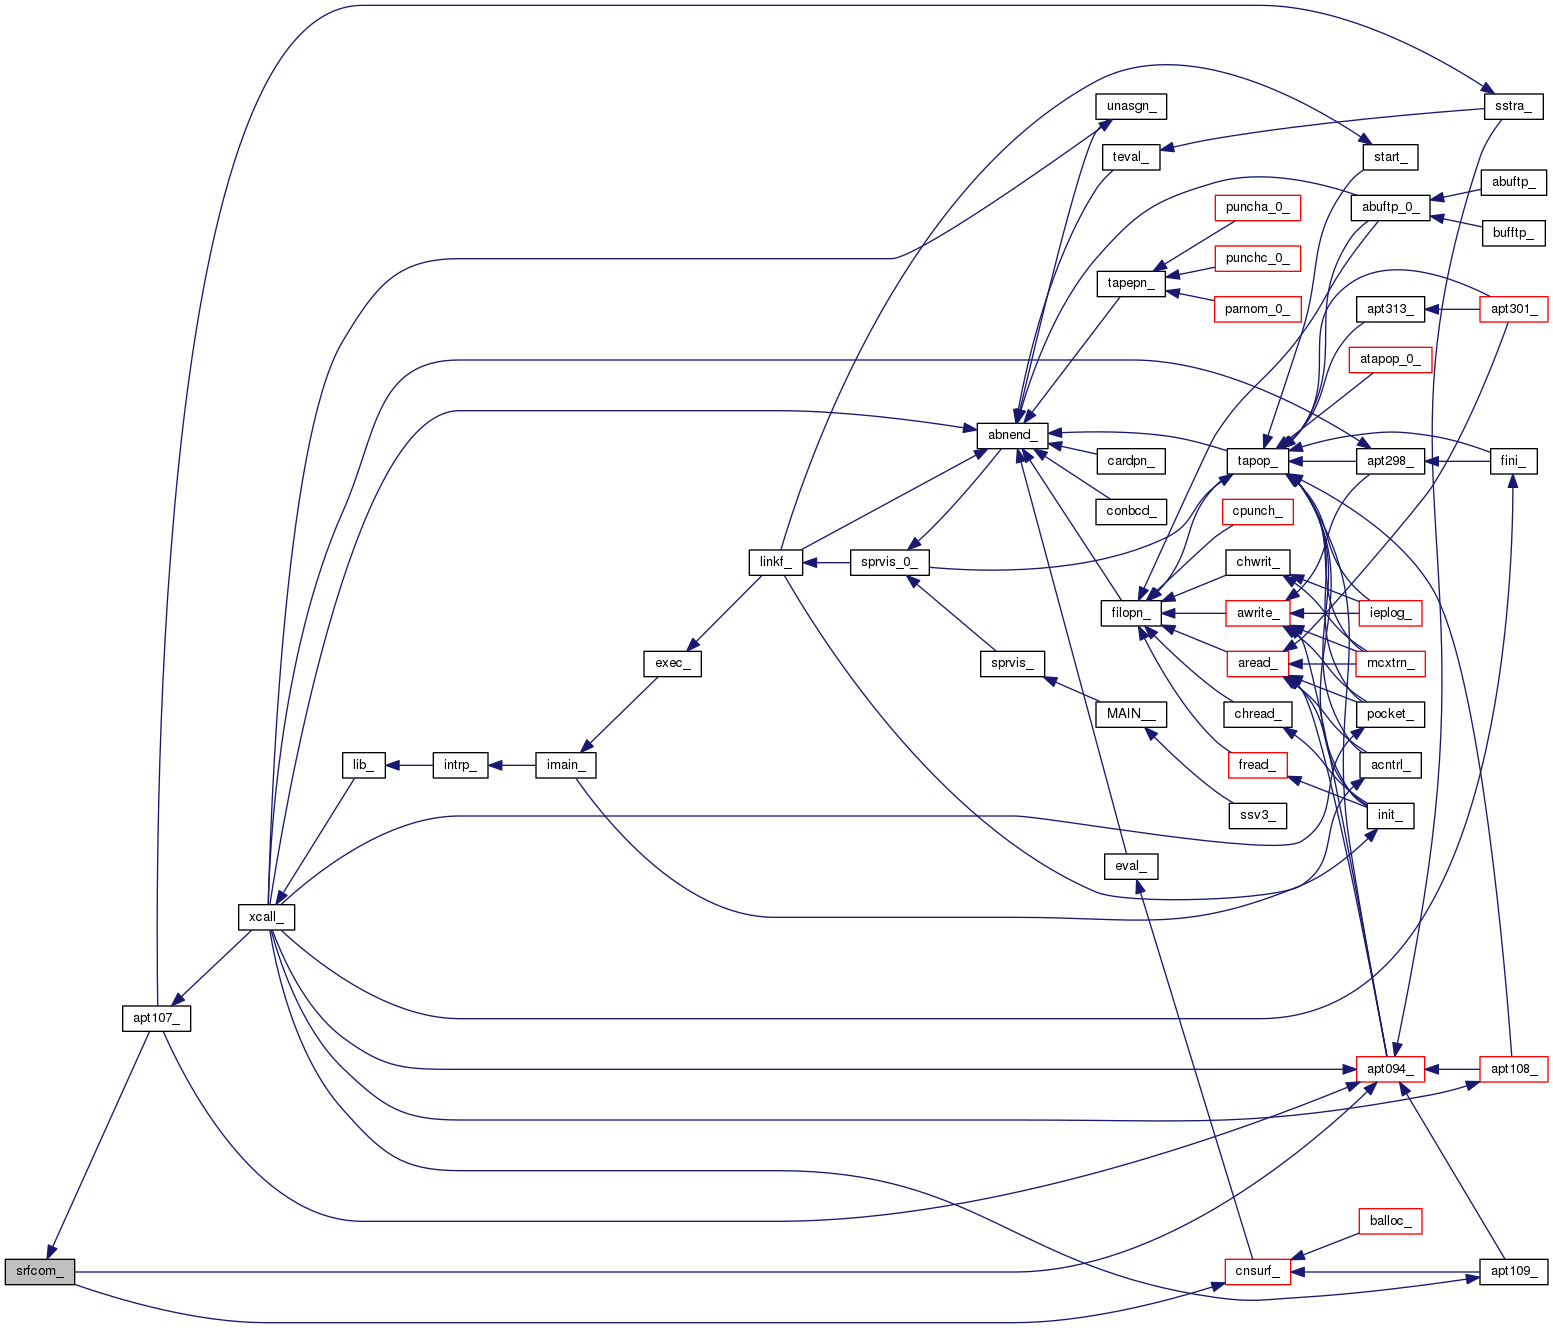 unasgn_
sstra_
teval_
start_
abuftp_
puncha_0_
abuftp_0_
bufftp_
punchc_0_
tapepn_
parnom_0_
apt313_
apt301_
atapop_0_
abnend_
cardpn_
tapop_
apt298_
fini_
conbcd_
cpunch_
linkf_
sprvis_0_
chwrit_
filopn_
awrite_
ieplog_
exec_
sprvis_
aread_
mcxtrn_
MAIN__
chread_
pocket_
lib_
intrp_
imain_
fread_
acntrl_
ssv3_
init_
eval_
xcall_
apt107_
apt094_
apt108_
balloc_
srfcom_
cnsurf_
apt109_